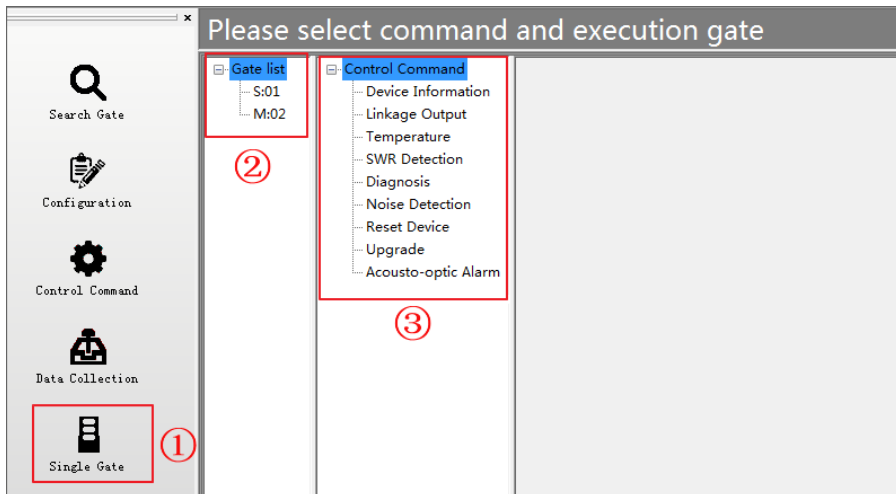 ×
Please select command and execution gate
Search Gate
Configuration
Control Command
Data Collection
Single Gate
①
Gate list
S:01
M:02
②
Control Command
Device Information
Linkage Output
Temperature
SWR Detection
Diagnosis
Noise Detection
Reset Device
Upgrade
Acousto-optic Alarm
③